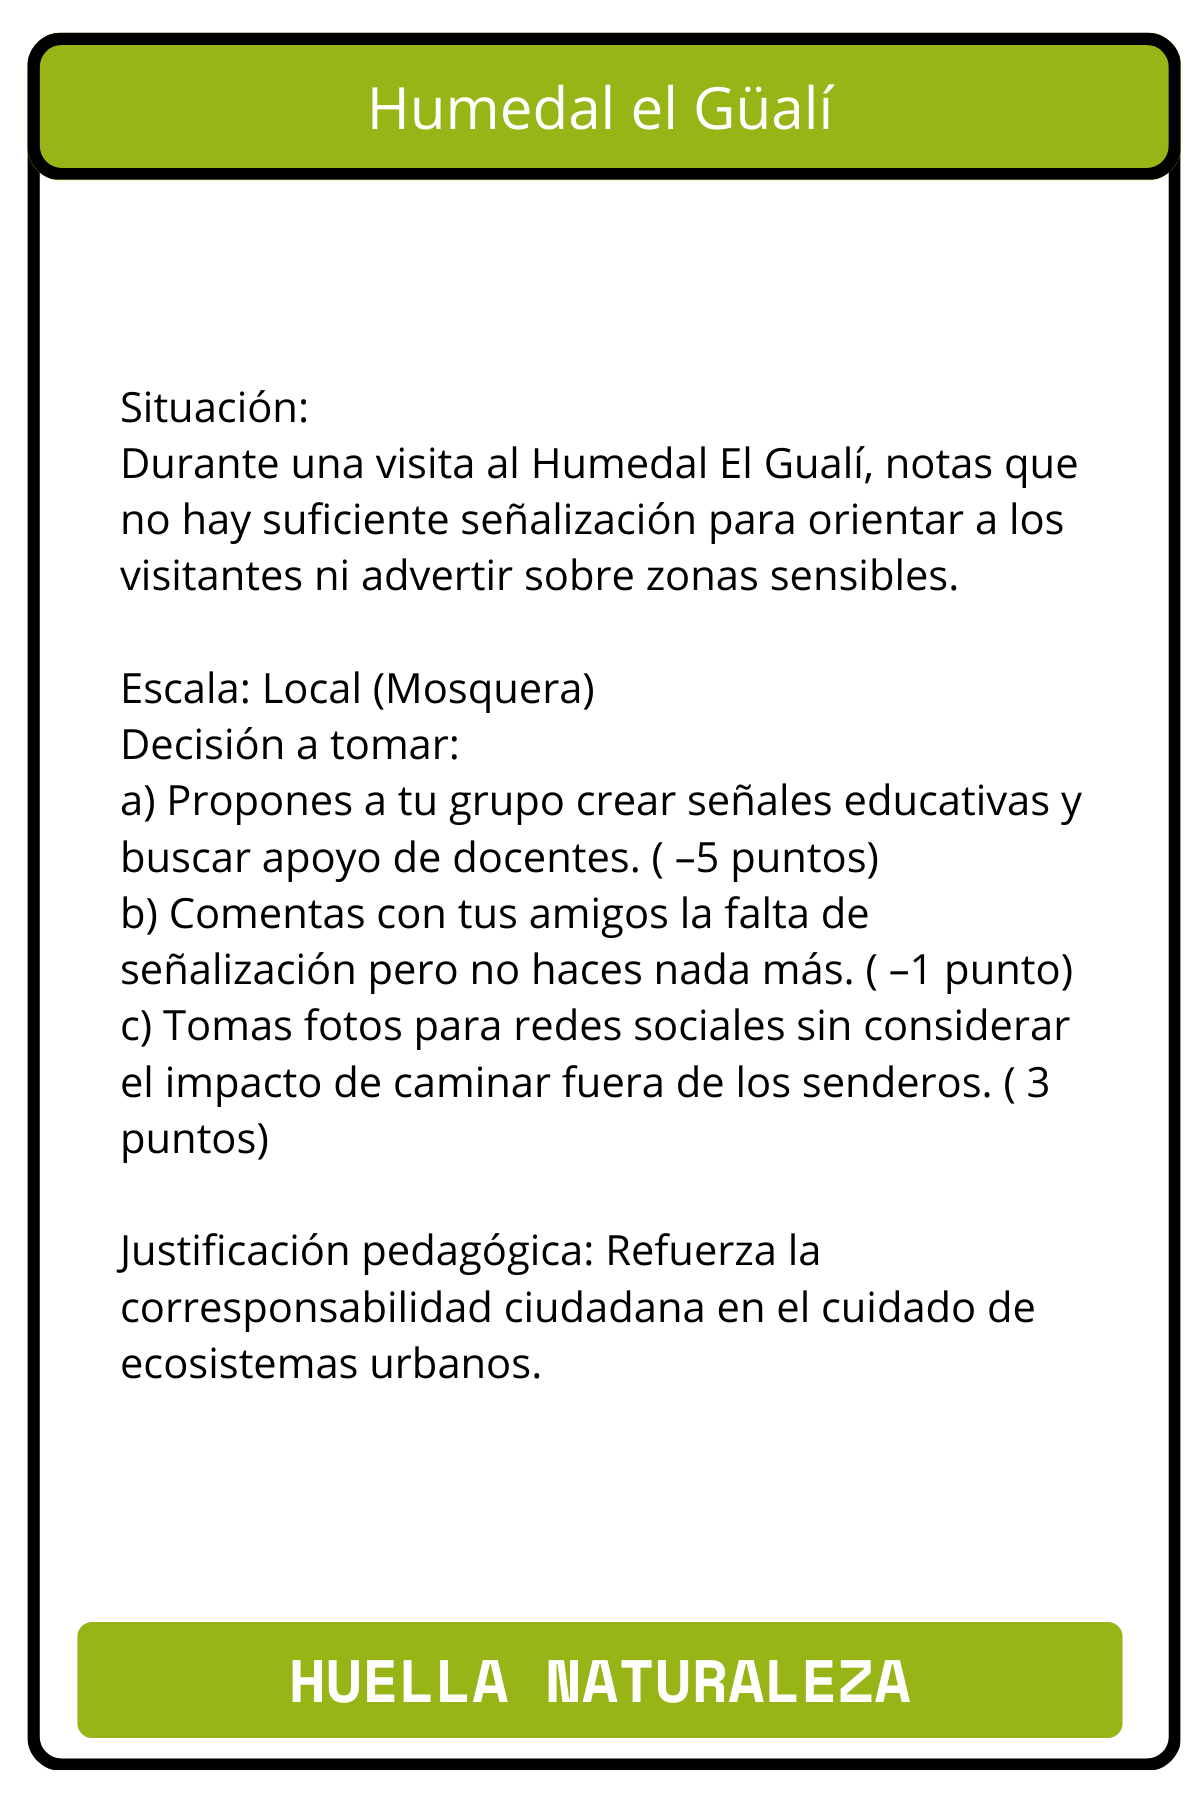 Humedal el Güalí
Situación:
Durante una visita al Humedal El Gualí, notas que
no hay suficiente señalización para orientar a los
visitantes ni advertir sobre zonas sensibles.
Escala: Local (Mosquera)
Decisión a tomar:
a) Propones a tu grupo crear señales educativas y
buscar apoyo de docentes. ( –5 puntos)
b) Comentas con tus amigos la falta de
señalización pero no haces nada más. ( –1 punto)
c) Tomas fotos para redes sociales sin considerar
el impacto de caminar fuera de los senderos. ( 3
puntos)
Justificación pedagógica: Refuerza la
corresponsabilidad ciudadana en el cuidado de
ecosistemas urbanos.
HUELLA NATURALEZA